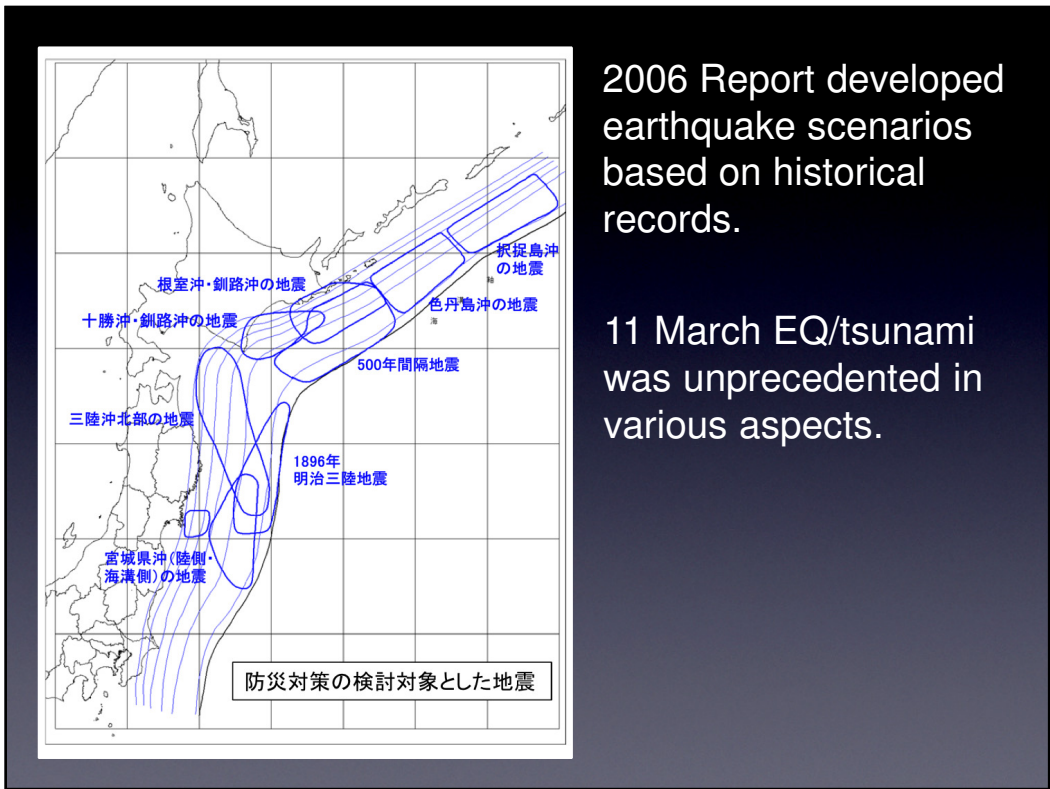 2006 Report developed
earthquake scenarios
based on historical
records.
11 March EQ/tsunami
was unprecedented in
various aspects.
択捉島沖
の地震
根室沖・釧路沖の地震
色丹島沖の地震
海
十勝沖・釧路沖の地震
500年間隔地震
三陸沖北部の地震
1896年
明治三陸地震
宮城県沖(陸側・
海溝側)の地震
防災対策の検討対象とした地震